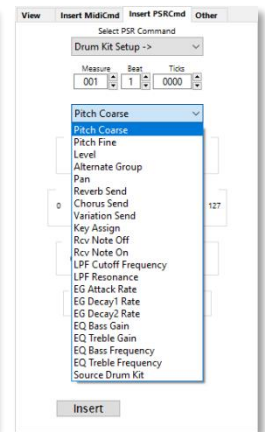 View Insert MidiCmd Insert PSRCmd Other
Select PSR Command
Drum Kit Setup ->
Measure Beat Ticks
001 1 0000
Pitch Coarse
Pitch Coarse
Pitch Fine
Level
Alternate Group
Pan
Reverb Send
0 Chorus Send 127
Variation Send
Key Assign
Rcv Note Off
Rcv Note On
LPF Cutoff Frequency
LPF Resonance
EG Attack Rate
EG Decay1 Rate
EG Decay2 Rate
EQ Bass Gain
EQ Treble Gain
EQ Bass Frequency
EQ Treble Frequency
Source Drum Kit
Insert